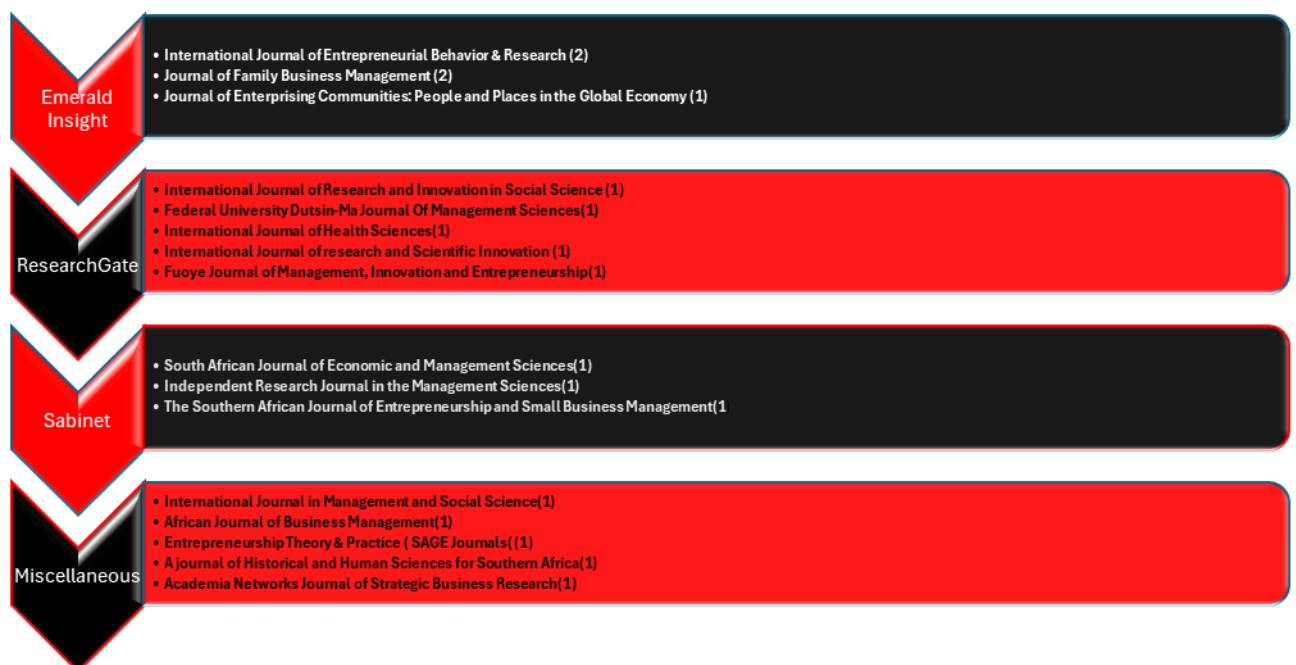 Emerald
Insight
• International Journal of Entrepreneurial Behavior & Research (2)
• Journal of Family Business Management (2)
• Journal of Enterprising Communities: People and Places in the Global Economy (1)
ResearchGate
• International Journal of Research and Innovation in Social Science (1)
• Federal University Dutsin-Ma Journal Of Management Sciences(1)
• International Journal of Health Sciences(1)
• International Journal of research and Scientific Innovation (1)
• Fuoye Journal of Management, Innovation and Entrepreneurship(1)
Sabinet
• South African Journal of Economic and Management Sciences(1)
• Independent Research Journal in the Management Sciences(1)
• The Southern African Journal of Entrepreneurship and Small Business Management(1
Miscellaneous
• International Journal in Management and Social Science(1)
• African Journal of Business Management(1)
• Entrepreneurship Theory & Practice ( SAGE Journals( (1)
• A journal of Historical and Human Sciences for Southern Africa(1)
• Academia Networks Journal of Strategic Business Research(1)